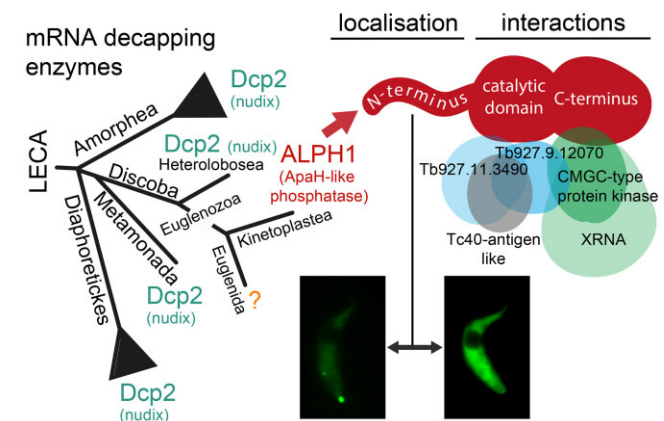 mRNA decapping
enzymes
LECA
Amorphea
Dcp2
(nudix)
Discoba
Dcp2 (nudix)
Heterolobosea
Euglenozoa
Kinetoplastea
Euglenida
?
Metamonada
Dcp2
(nudix)
Diaphoretickes
Dcp2
(nudix)
ALPH1
(ApaH-like
phosphatase)
localisation
interactions
N-terminus
catalytic
domain
C-terminus
Tb927.9.12070
Tb927.11.3490
CMGC-type
protein kinase
Tc40-antigen
like
XRNA